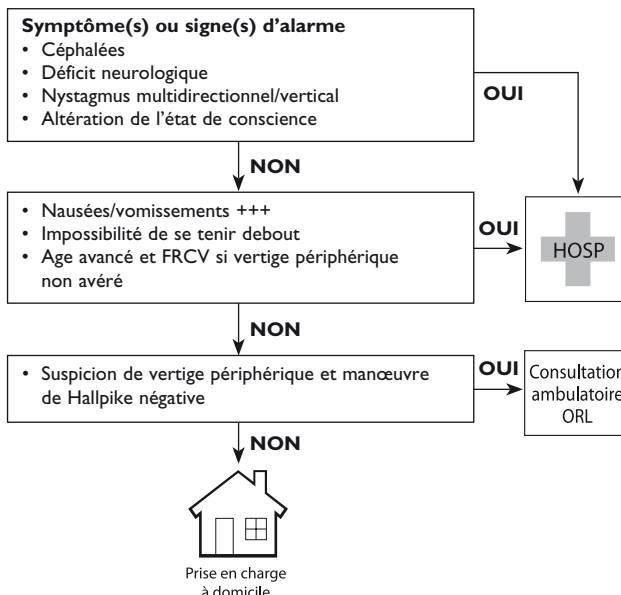 Symptôme(s) ou signe(s) d'alarme
• Céphalées
• Déficit neurologique
• Nystagmus multidirectionnel/vertical
• Altération de l'état de conscience
OUI
NON
• Nausées/vomissements +++
• Impossibilité de se tenir debout
• Age avancé et FRCV si vertige périphérique
non avéré
OUI
HOSP
NON
• Suspicion de vertige périphérique et manœuvre
de Hallpike négative
OUI
Consultation
ambulatoire
ORL
NON
Prise en charge
à domicile